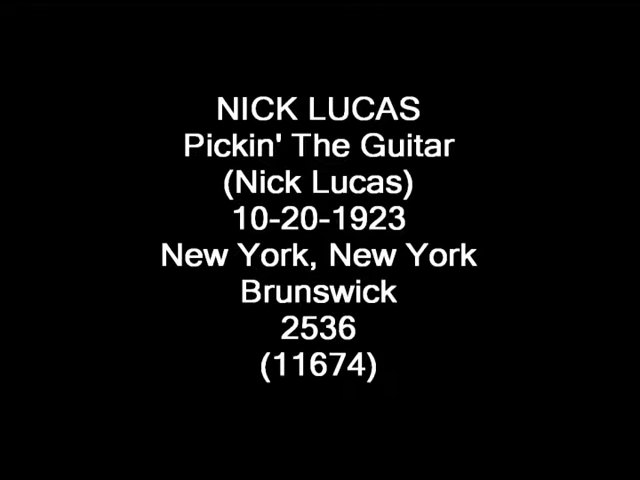 NICK LUCAS
Pickin' The Guitar
(Nick Lucas)
10-20-1923
New York, New York
Brunswick
2536
(11674)